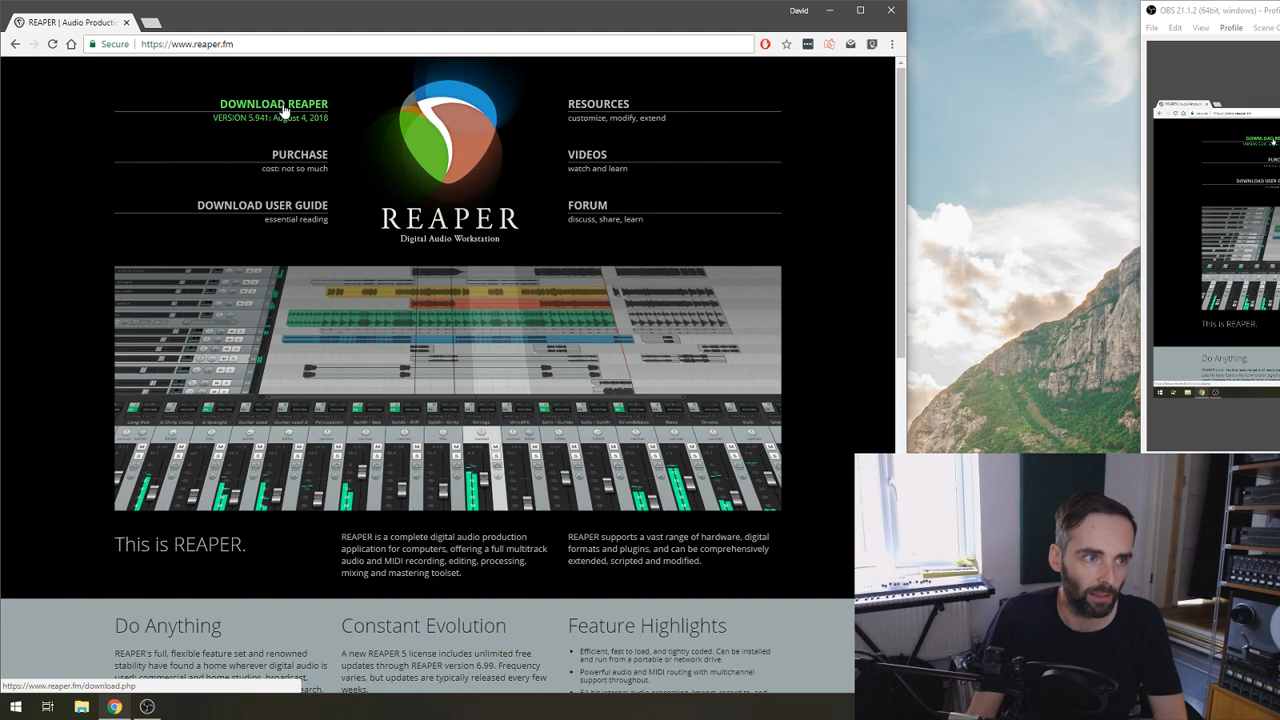 REAPER | Audio Producti
David
Secure
https://www.reaper.fm
DOWNLOAD REAPER
VERSION 5.941: August 4, 2018
PURCHASE
cost: not so much
DOWNLOAD USER GUIDE
essential reading
REAPER
Digital Audio Workstation
RESOURCES
customize, modify, extend
VIDEOS
watch and learn
FORUM
discuss, share, learn
This is REAPER.
REAPER is a complete digital audio production
application for computers, offering a full multitrack
audio and MIDI recording, editing, processing,
mixing and mastering toolset.
REAPER supports a vast range of hardware, digital
formats and plugins, and can be comprehensively
extended, scripted and modified.
Do Anything
REAPER's full, flexible feature set and renowned
stability have found a home wherever digital audio is
used: commercial and home studios, broadcast,
Constant Evolution
A new REAPER 5 license includes unlimited free
updates through REAPER version 6.99. Frequency
varies, but updates are typically released every few
weeks.
Feature Highlights
Efficient, fast to load, and tightly coded. Can be installed
and run from a portable or network drive.
Powerful audio and MIDI routing with multichannel
support throughout.
https://www.reaper.fm/download.php
OBS 21.1.2 (64bit, windows) - Profi
File Edit View Profile Scene C
This is REAPER.
Do Anything